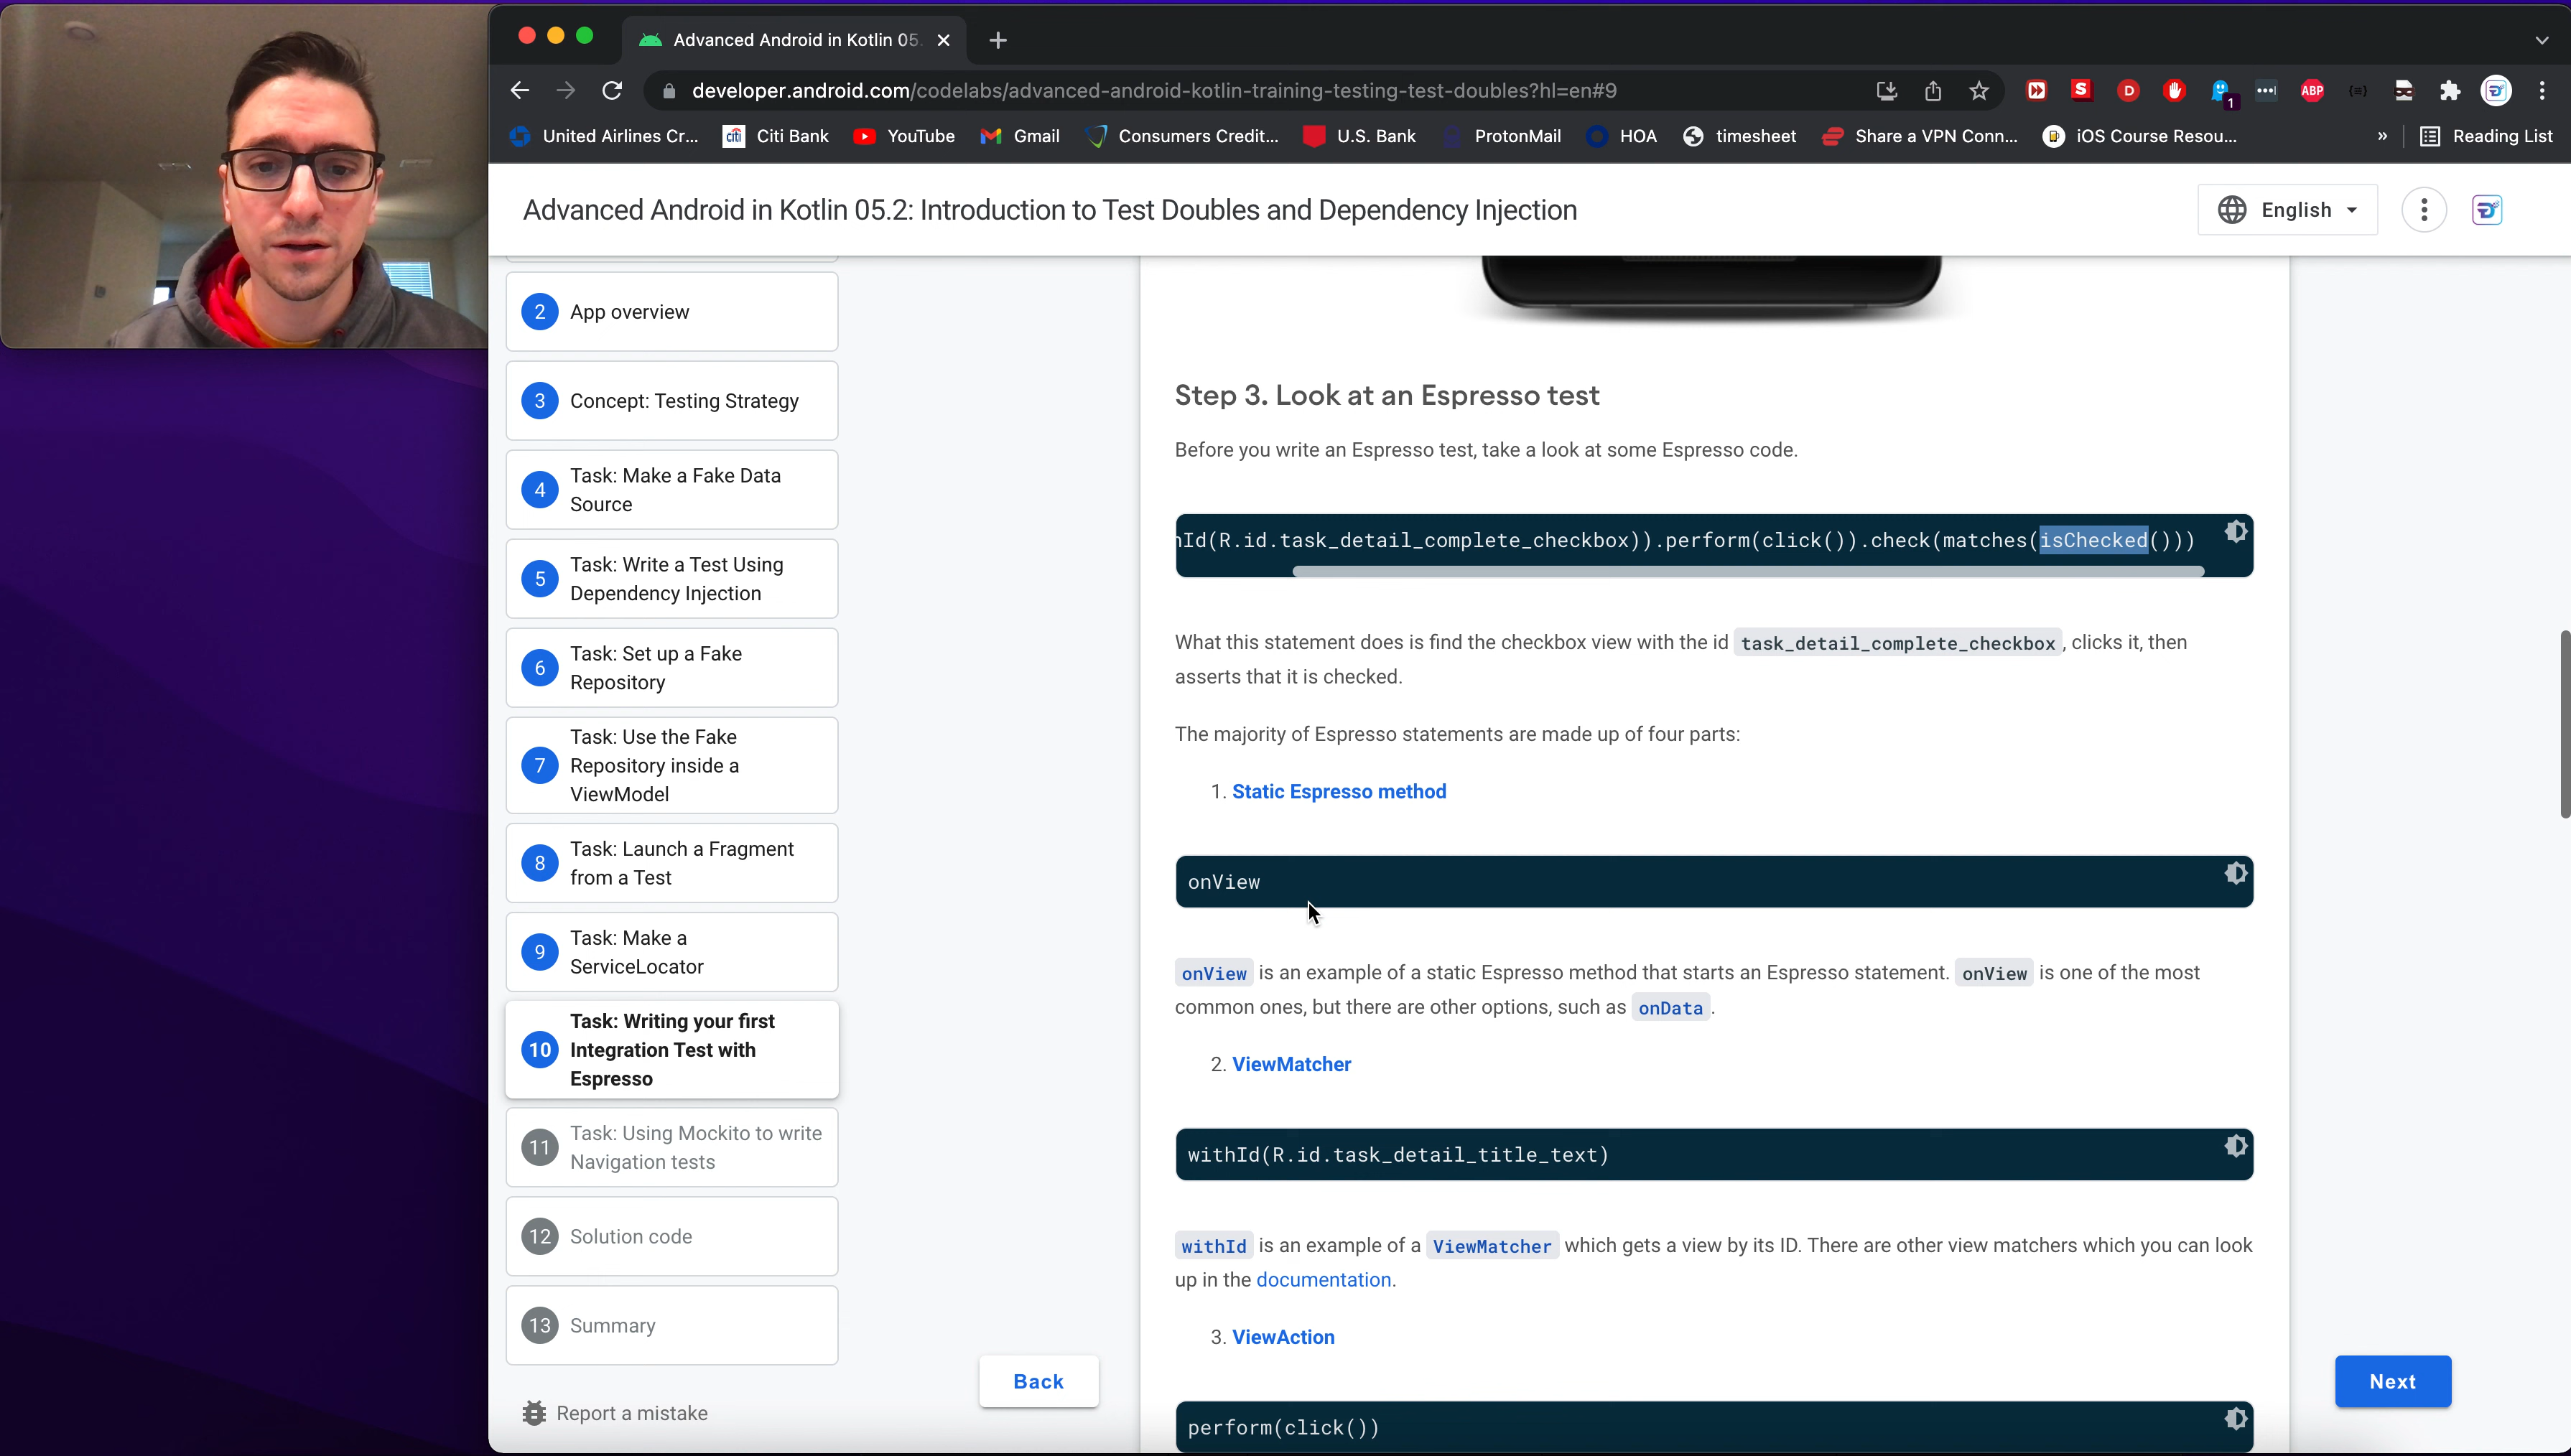 Advanced Android in Kotlin 05.
developer.android.com/codelabs/advanced-android-kotlin-training-testing-test-doubles?hl=en#9
S
D
1
ABP
United Airlines Cr...
citi
Citi Bank
YouTube
Gmail
Consumers Credit...
U.S. Bank
ProtonMail
HOA
timesheet
Share a VPN Conn...
iOS Course Resou...
»
Reading List
Advanced Android in Kotlin 05.2: Introduction to Test Doubles and Dependency Injection
English
2 App overview
3 Concept: Testing Strategy
4 Task: Make a Fake Data
Source
5 Task: Write a Test Using
Dependency Injection
6 Task: Set up a Fake
Repository
7 Task: Use the Fake
Repository inside a
ViewModel
8 Task: Launch a Fragment
from a Test
9 Task: Make a
ServiceLocator
10 Task: Writing your first
Integration Test with
Espresso
11 Task: Using Mockito to write
Navigation tests
12 Solution code
13 Summary
Report a mistake
Back
Step 3. Look at an Espresso test
Before you write an Espresso test, take a look at some Espresso code.
Id(R.id.task_detail_complete_checkbox)).perform(click()).check(matches(isChecked()))
What this statement does is find the checkbox view with the id task_detail_complete_checkbox, clicks it, then
asserts that it is checked.
The majority of Espresso statements are made up of four parts:
1. Static Espresso method
onView
onView is an example of a static Espresso method that starts an Espresso statement. onView is one of the most
common ones, but there are other options, such as onData.
2. ViewMatcher
withId(R.id.task_detail_title_text)
withId is an example of a ViewMatcher which gets a view by its ID. There are other view matchers which you can look
up in the documentation.
3. ViewAction
perform(click())
Next